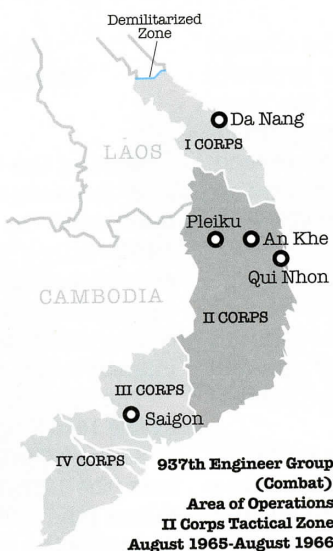 Demilitarized
Zone
Da Nang
LAOS
I CORPS
Pleiku
An Khe
Qui Nhon
CAMBODIA
II CORPS
III CORPS
Saigon
IV CORPS
937th Engineer Group
(Combat)
Area of Operations
II Corps Tactical Zone
August 1965-August 1966